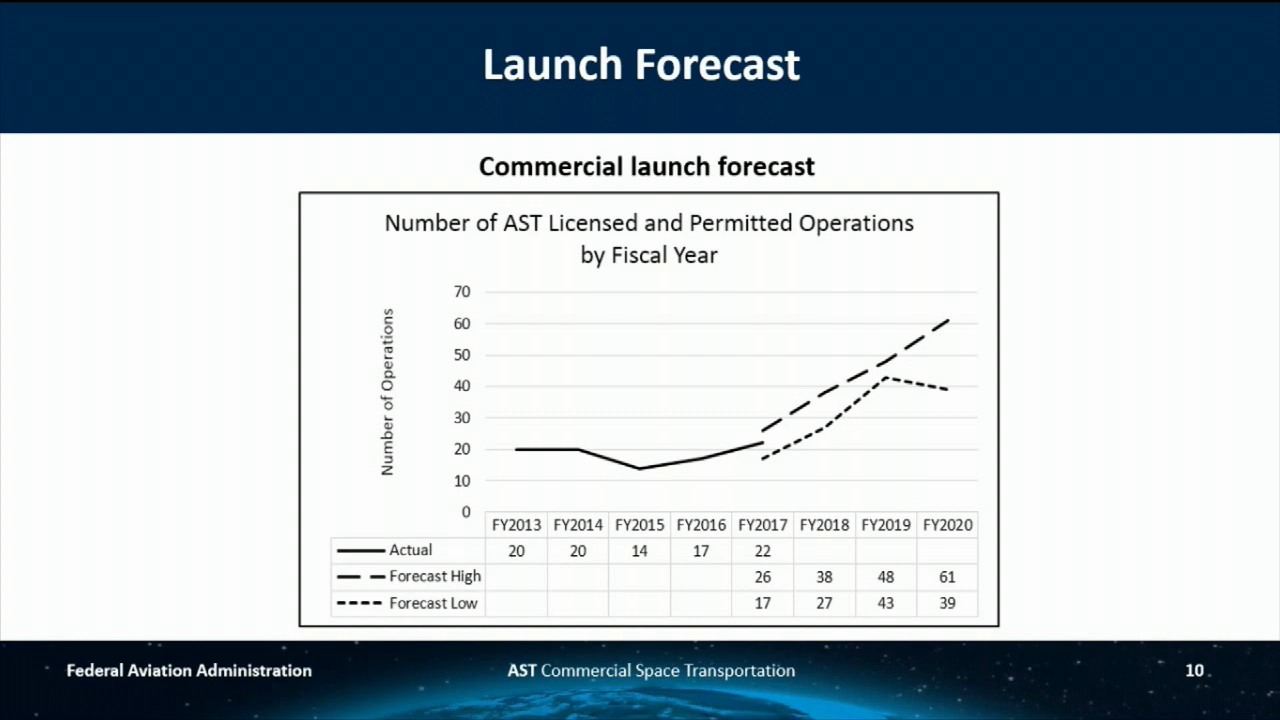 Launch Forecast
Commercial launch forecast
Number of AST Licensed and Permitted Operations
by Fiscal Year
Number of Operations
70
60
50
40
30
20
10
0
FY2013 FY2014 FY2015 FY2016 FY2017 FY2018 FY2019 FY2020
Actual 20 20 14 17 22
Forecast High 26 38 48 61
Forecast Low 17 27 43 39
Federal Aviation Administration AST Commercial Space Transportation 10